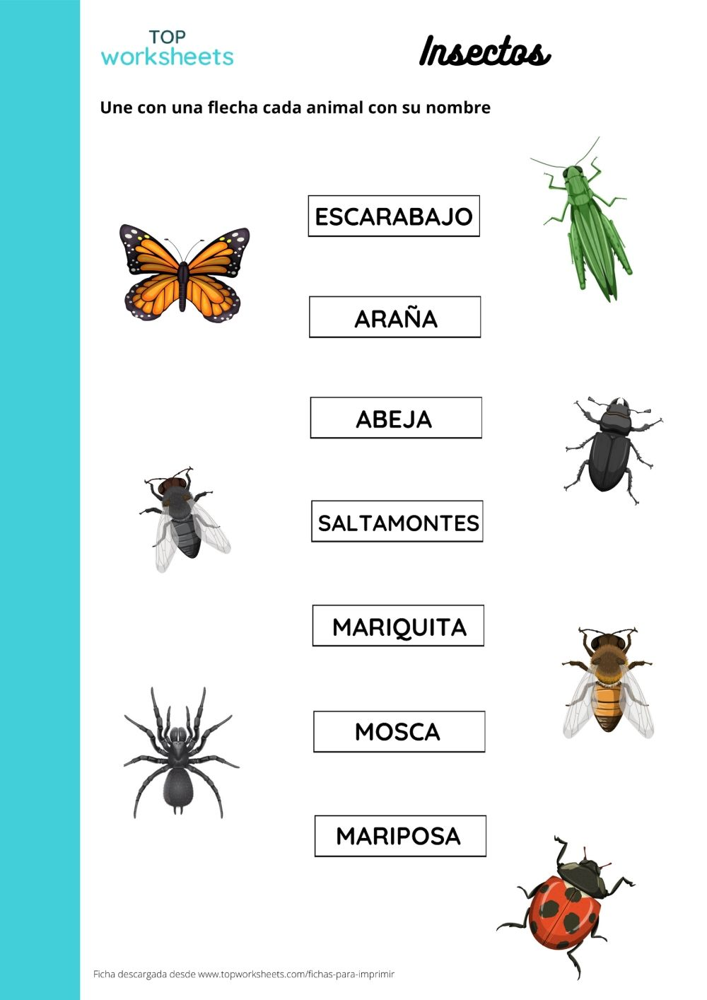 TOP
worksheets
Insectos
Une con una flecha cada animal con su nombre
ESCARABAJO
ARAÑA
ABEJA
SALTAMONTES
MARIQUITA
MOSCA
MARIPOSA
Ficha descargada desde www.topworksheets.com/fichas-para-imprimir